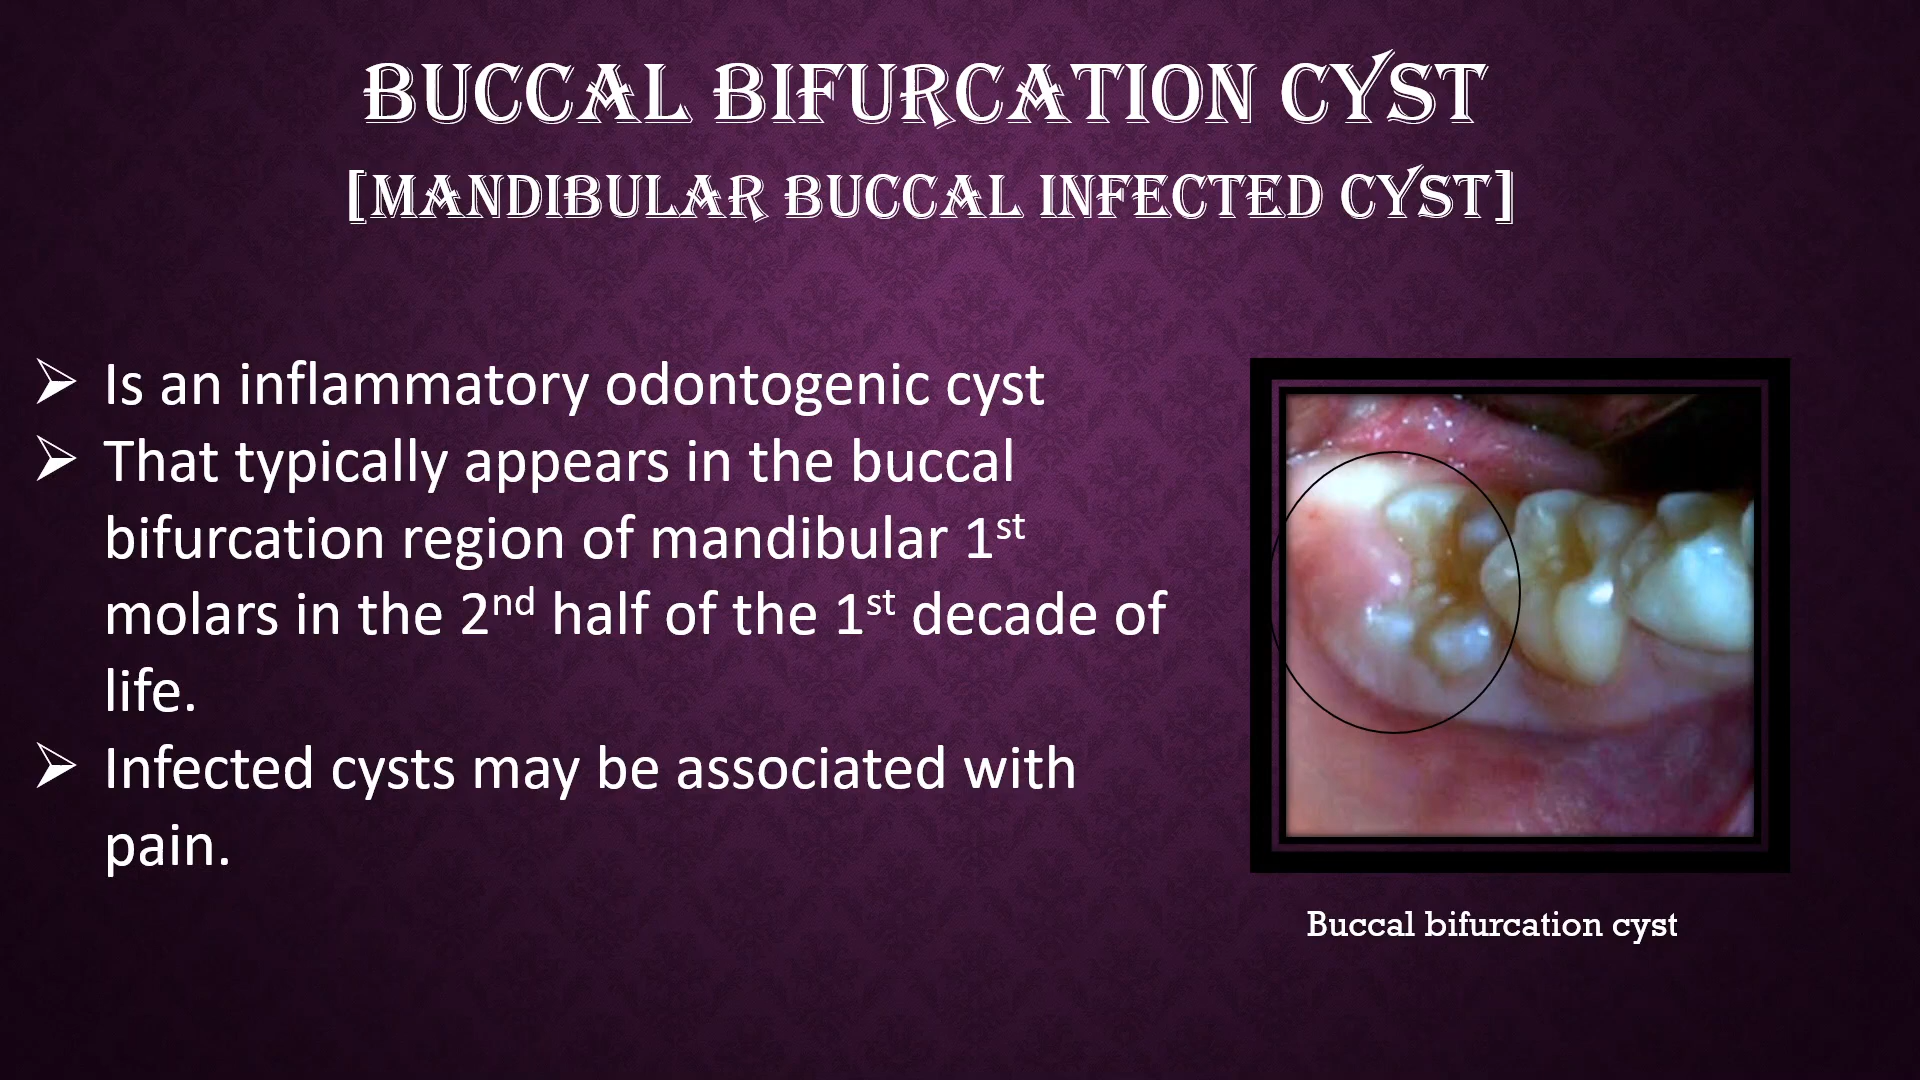 BUCCAL BIFURCATION CYST
[MANDIBULAR BUCCAL INFECTED CYST]
➢ Is an inflammatory odontogenic cyst
➢ That typically appears in the buccal
bifurcation region of mandibular 1st
molars in the 2nd half of the 1st decade of
life.
➢ Infected cysts may be associated with
pain.
Buccal bifurcation cyst